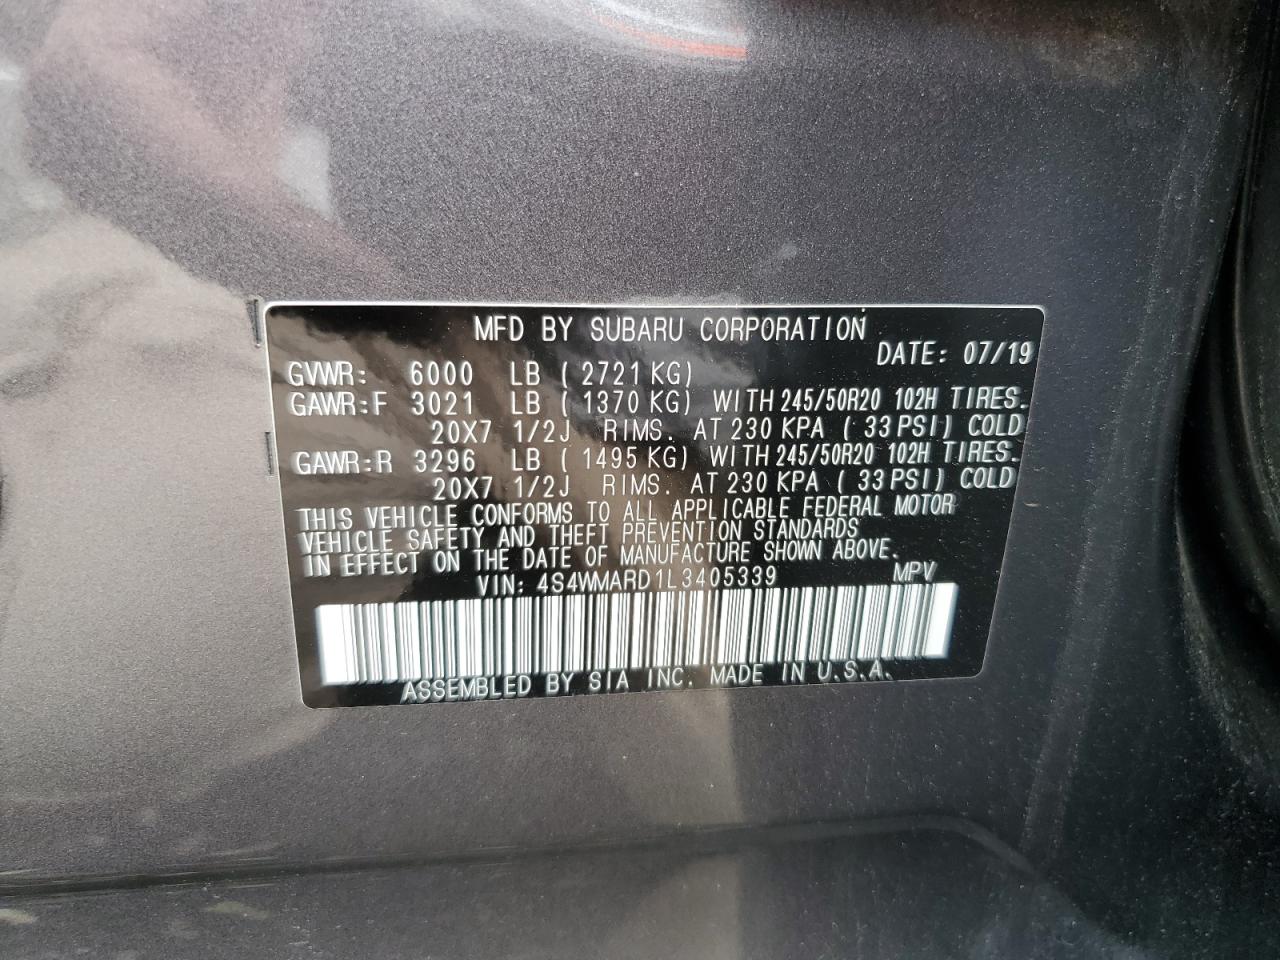 MFD BY SUBARU CORPORATION
DATE: 07/19
GVWR: 6000 LB ( 2721 KG)
GAWR:F 3021 LB ( 1370 KG) WITH 245/50R20 102H TIRES.
20X7 1/2J RIMS. AT 230 KPA ( 33 PSI) COLD
GAWR:R 3296 LB ( 1495 KG) WITH 245/50R20 102H TIRES.
20X7 1/2J RIMS. AT 230 KPA ( 33 PSI) COLD
THIS VEHICLE CONFORMS TO ALL APPLICABLE FEDERAL MOTOR
VEHICLE SAFETY AND THEFT PREVENTION STANDARDS
IN EFFECT ON THE DATE OF MANUFACTURE SHOWN ABOVE.
VIN: 4S4WMARD1L3405339 MPV
ASSEMBLED BY SIA INC. MADE IN U.S.A.